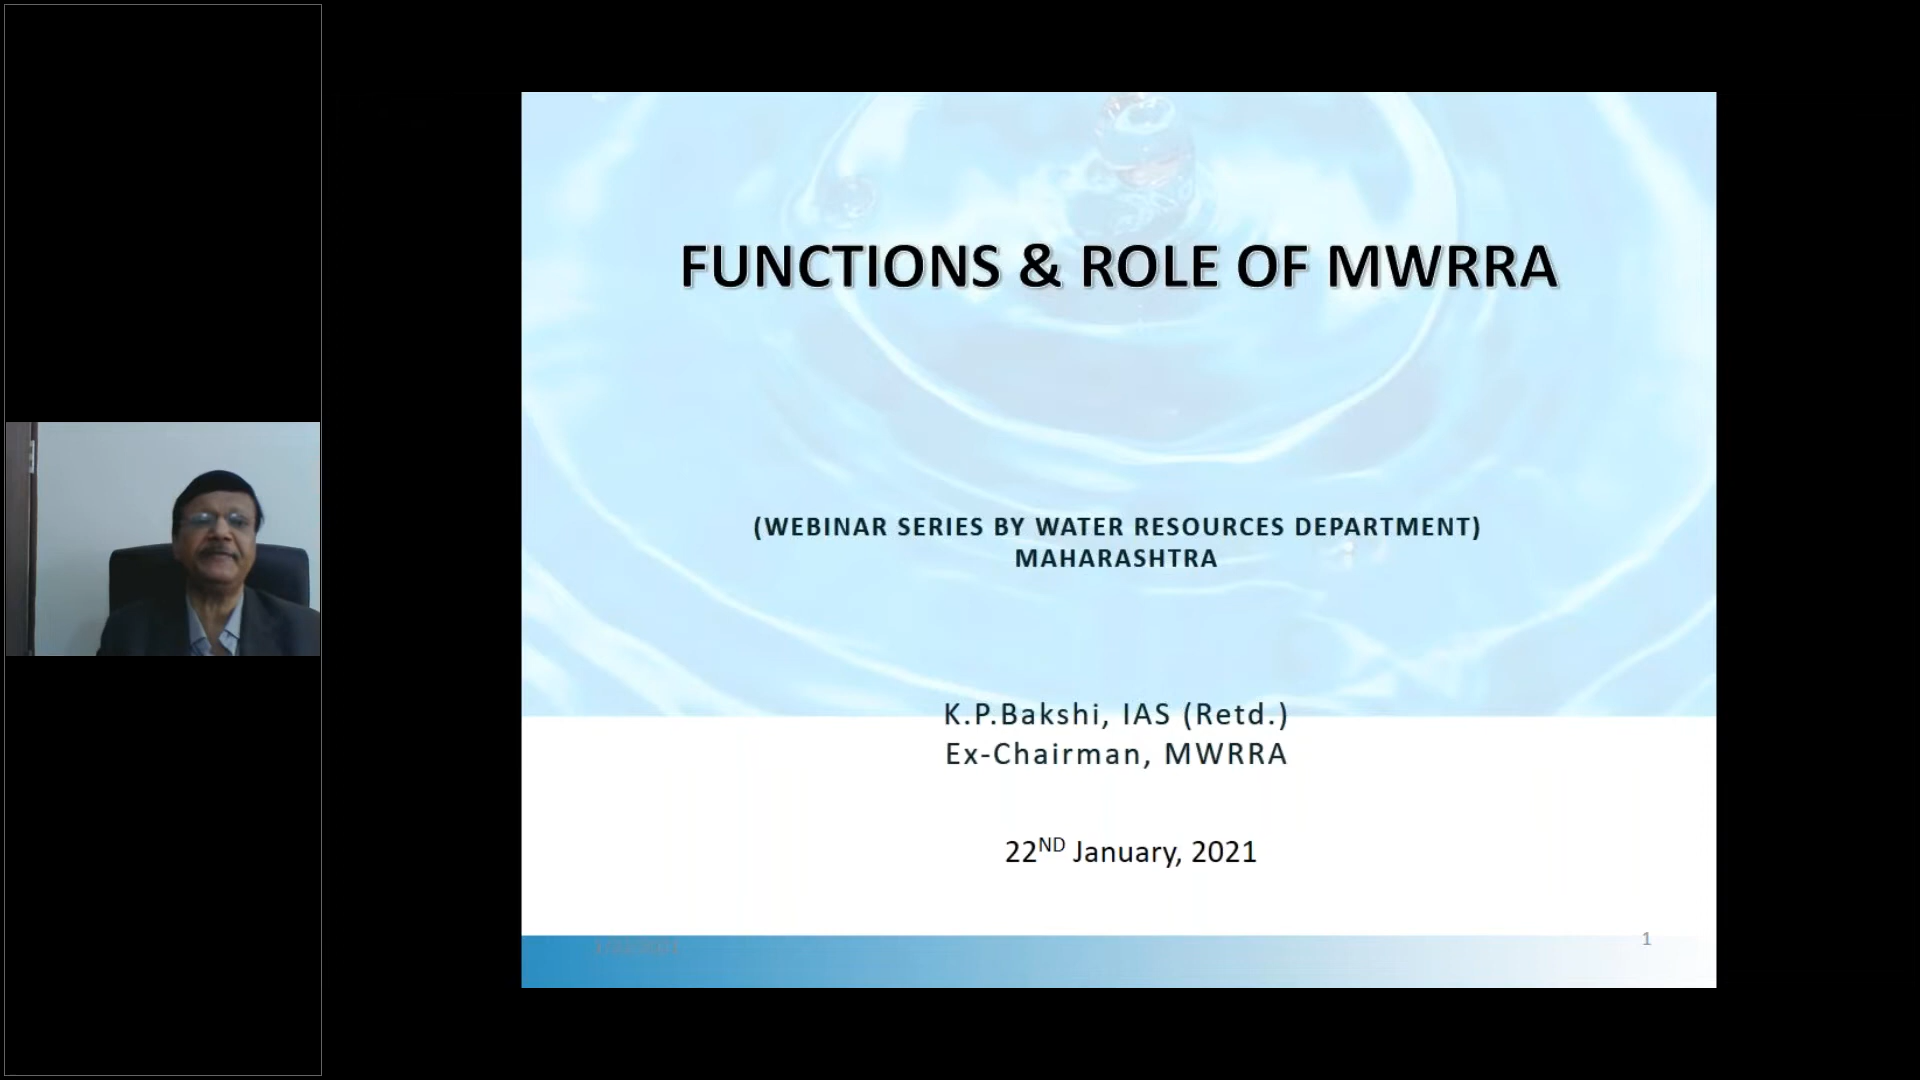 FUNCTIONS & ROLE OF MWRRA
(WEBINAR SERIES BY WATER RESOURCES DEPARTMENT)
MAHARASHTRA
K.P.Bakshi, IAS (Retd.)
Ex-Chairman, MWRRA
22ND January, 2021
1